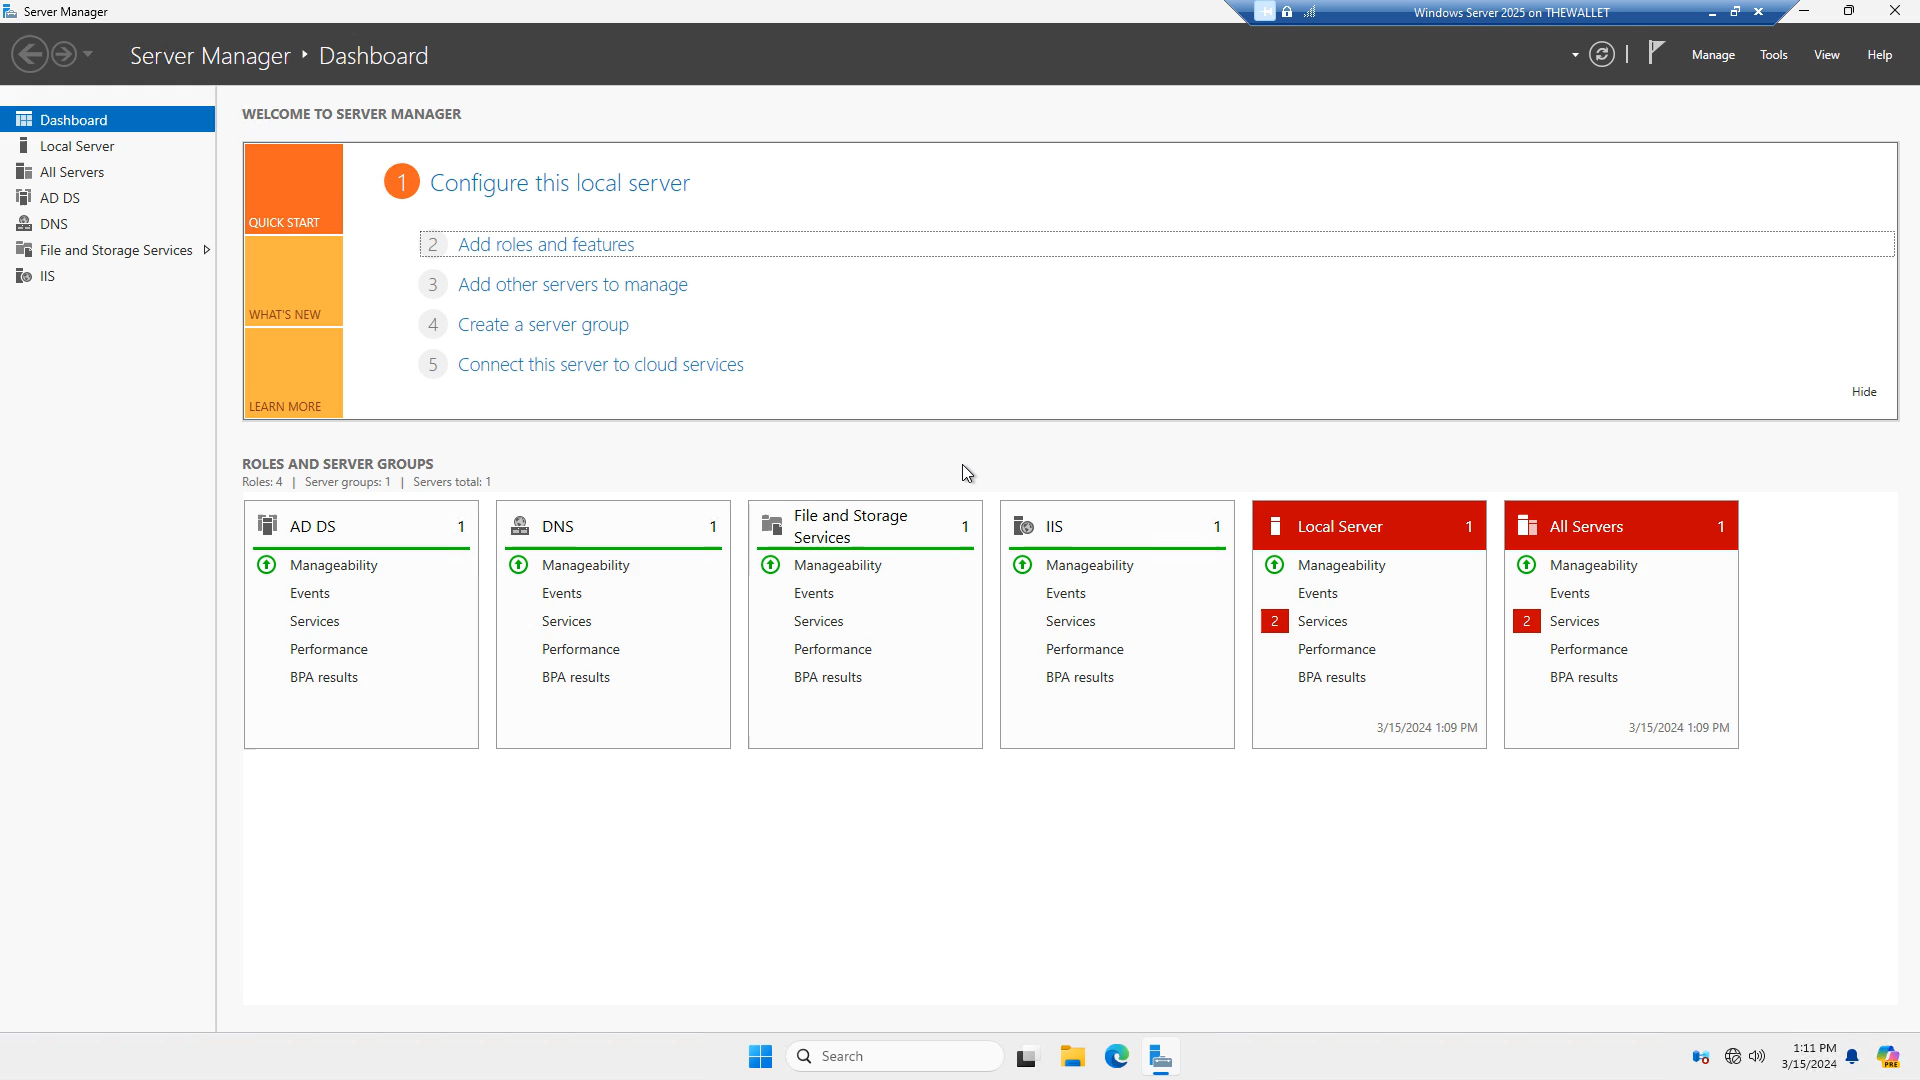 Server Manager
Windows Server 2025 on THEWALLET
Server Manager
Dashboard
Manage
Tools
View
Help
Dashboard
Local Server
All Servers
AD DS
DNS
File and Storage Services
IIS
WELCOME TO SERVER MANAGER
QUICK START
WHAT'S NEW
LEARN MORE
1 Configure this local server
2 Add roles and features
3 Add other servers to manage
4 Create a server group
5 Connect this server to cloud services
Hide
ROLES AND SERVER GROUPS
Roles: 4 | Server groups: 1 | Servers total: 1
AD DS 1
Manageability
Events
Services
Performance
BPA results
DNS 1
Manageability
Events
Services
Performance
BPA results
File and Storage
Services 1
Manageability
Events
Services
Performance
BPA results
IIS 1
Manageability
Events
Services
Performance
BPA results
Local Server 1
Manageability
Events
2 Services
Performance
BPA results
3/15/2024 1:09 PM
All Servers 1
Manageability
Events
2 Services
Performance
BPA results
3/15/2024 1:09 PM
Search
1:11 PM
3/15/2024
PRE